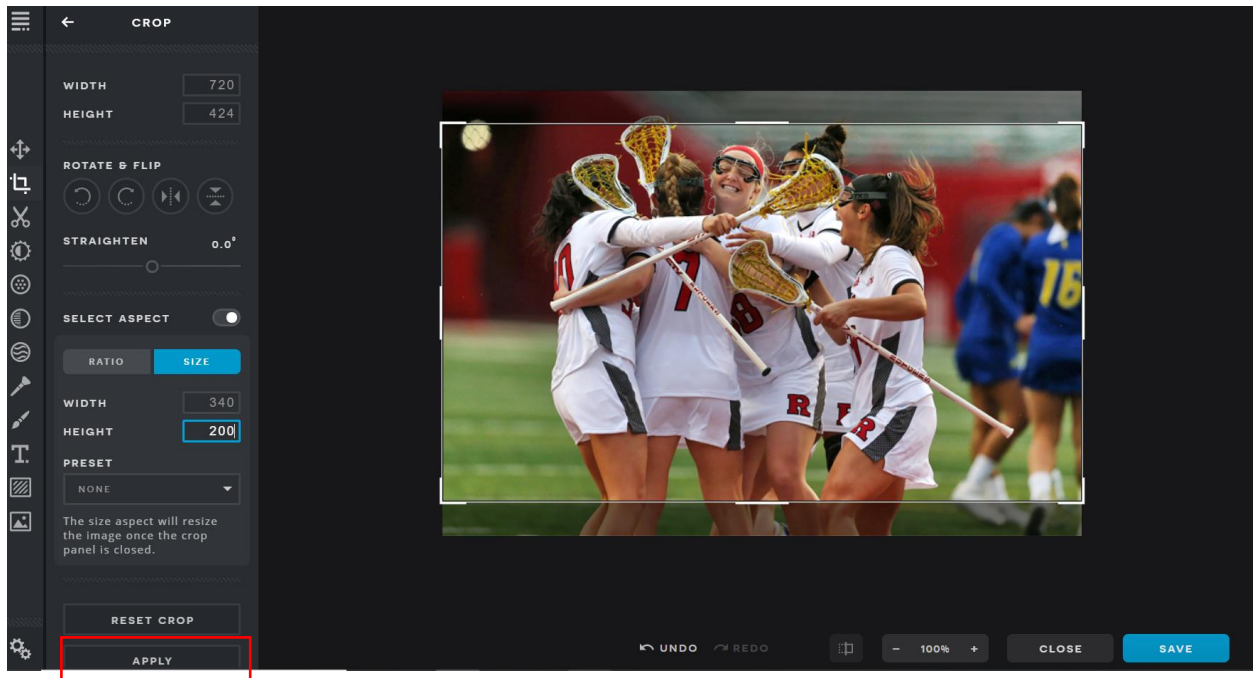 CROP
WIDTH 720
HEIGHT 424
ROTATE & FLIP
STRAIGHTEN 0.0°
SELECT ASPECT
RATIO SIZE
WIDTH 340
HEIGHT 200
PRESET
NONE
The size aspect will resize
the image once the crop
panel is closed.
RESET CROP
APPLY
T.
7
8
R
R
16
UNDO REDO
- 100% +
CLOSE
SAVE